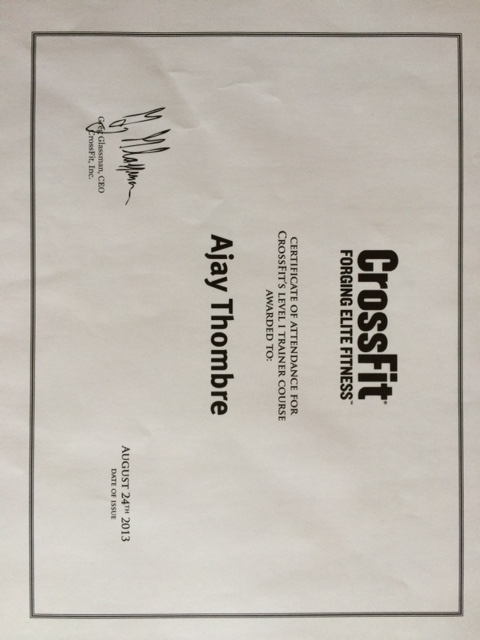 CrossFit®
FORGING ELITE FITNESS™
CERTIFICATE OF ATTENDANCE FOR
CROSSFIT'S LEVEL 1 TRAINER COURSE
AWARDED TO:
Ajay Thombre
Greg Glassman, CEO
CrossFit, Inc.
AUGUST 24TH 2013
DATE OF ISSUE